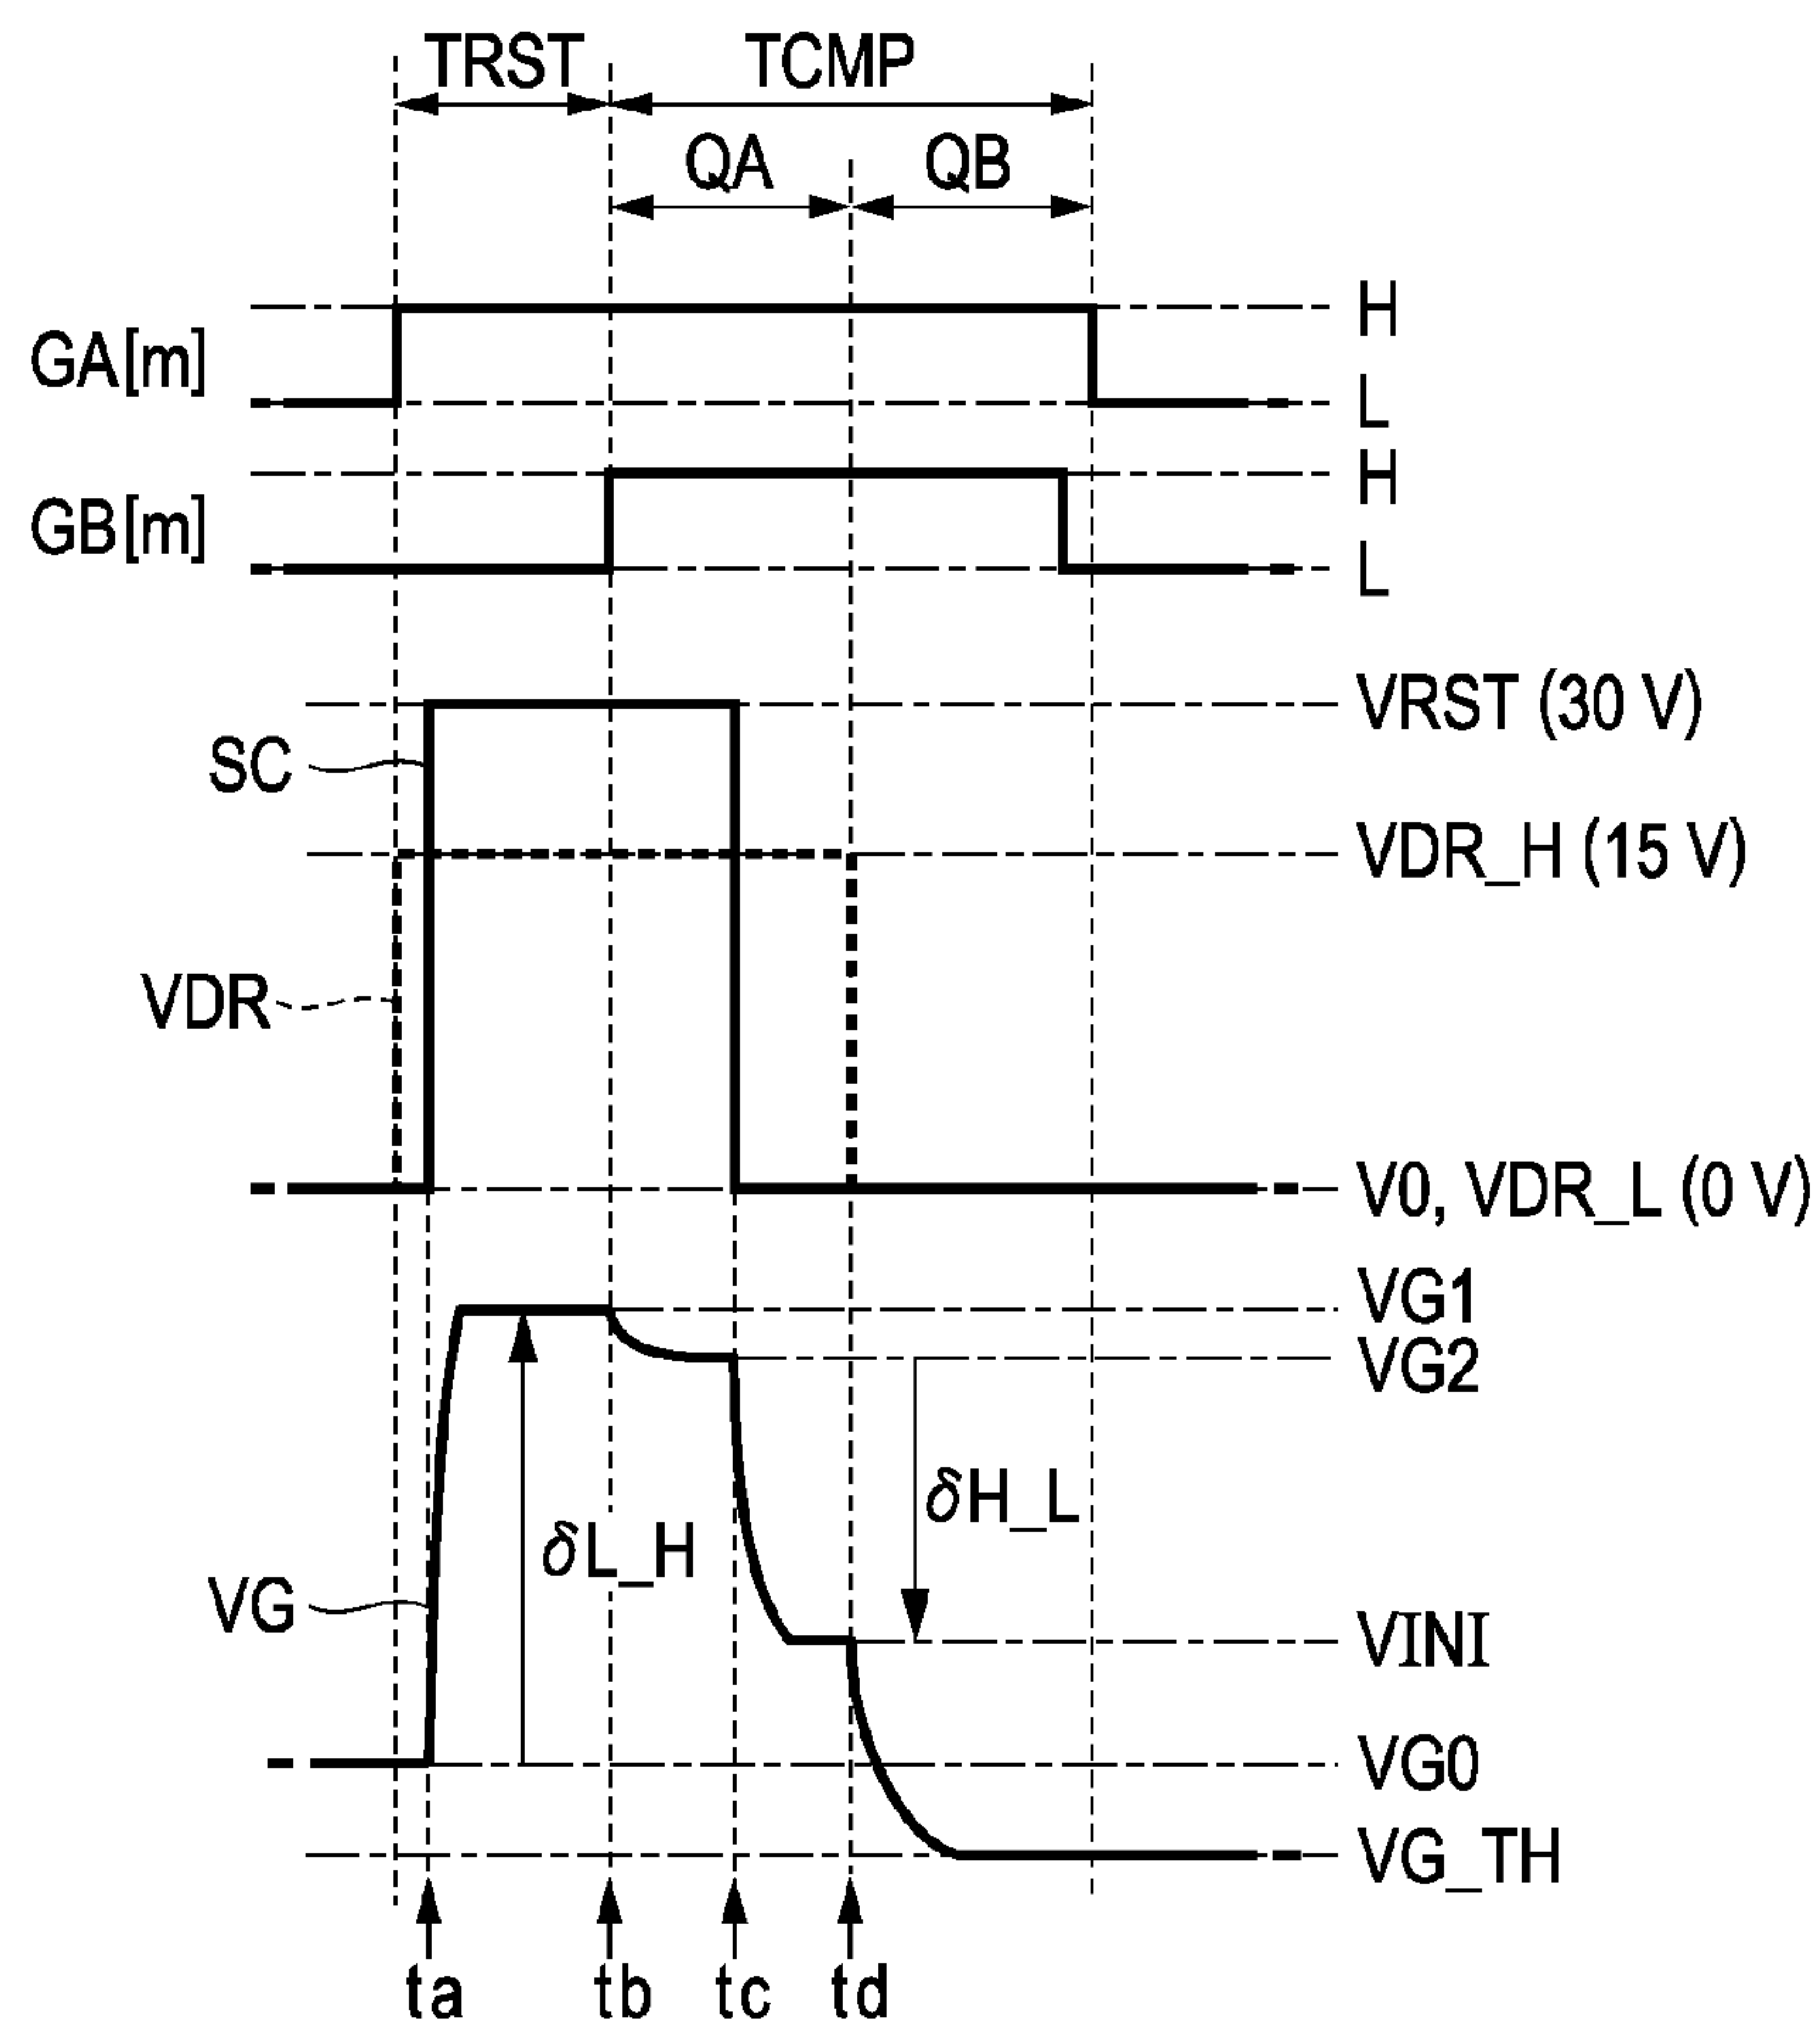 TRST TCMP
QA QB
H
GA[m]
L
H
GB[m]
L
VRST (30 V)
SC
VDR_H (15 V)
VDR
V0, VDR_L (0 V)
VG1
VG2
δH_L
δL_H
VG
VINI
VG0
VG_TH
ta tb tc td